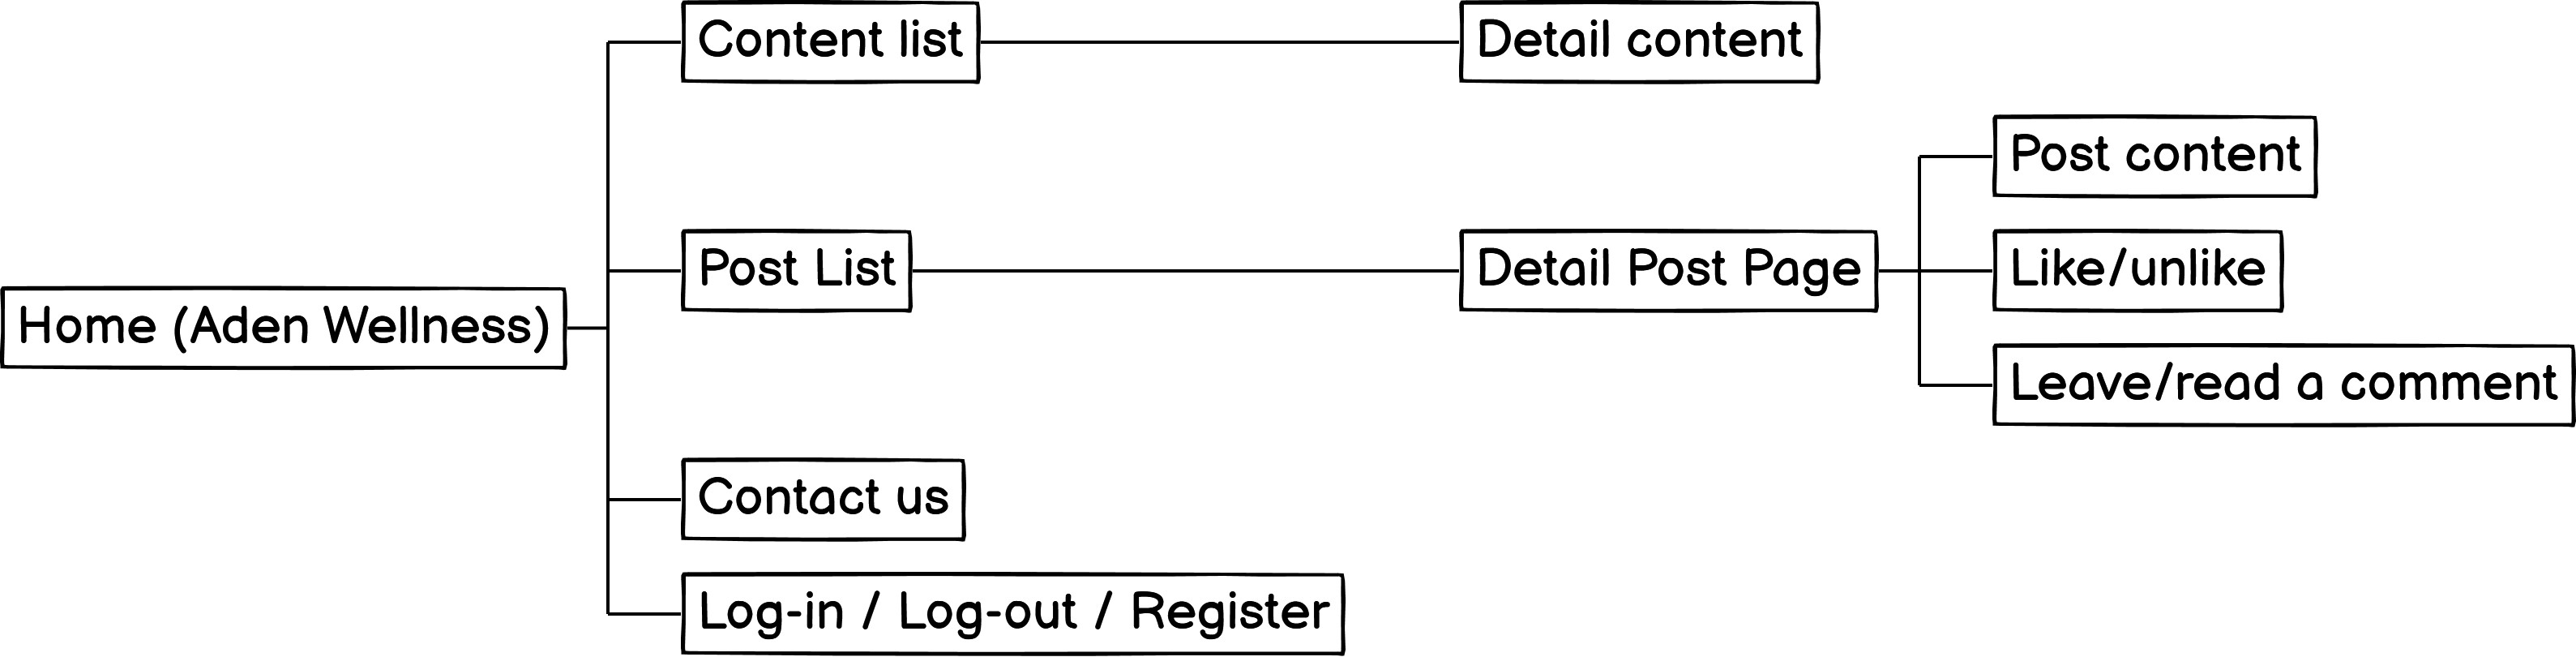 Content list
Detail content
Post content
Post List
Detail Post Page
Like/unlike
Home (Aden Wellness)
Leave/read a comment
Contact us
Log-in / Log-out / Register